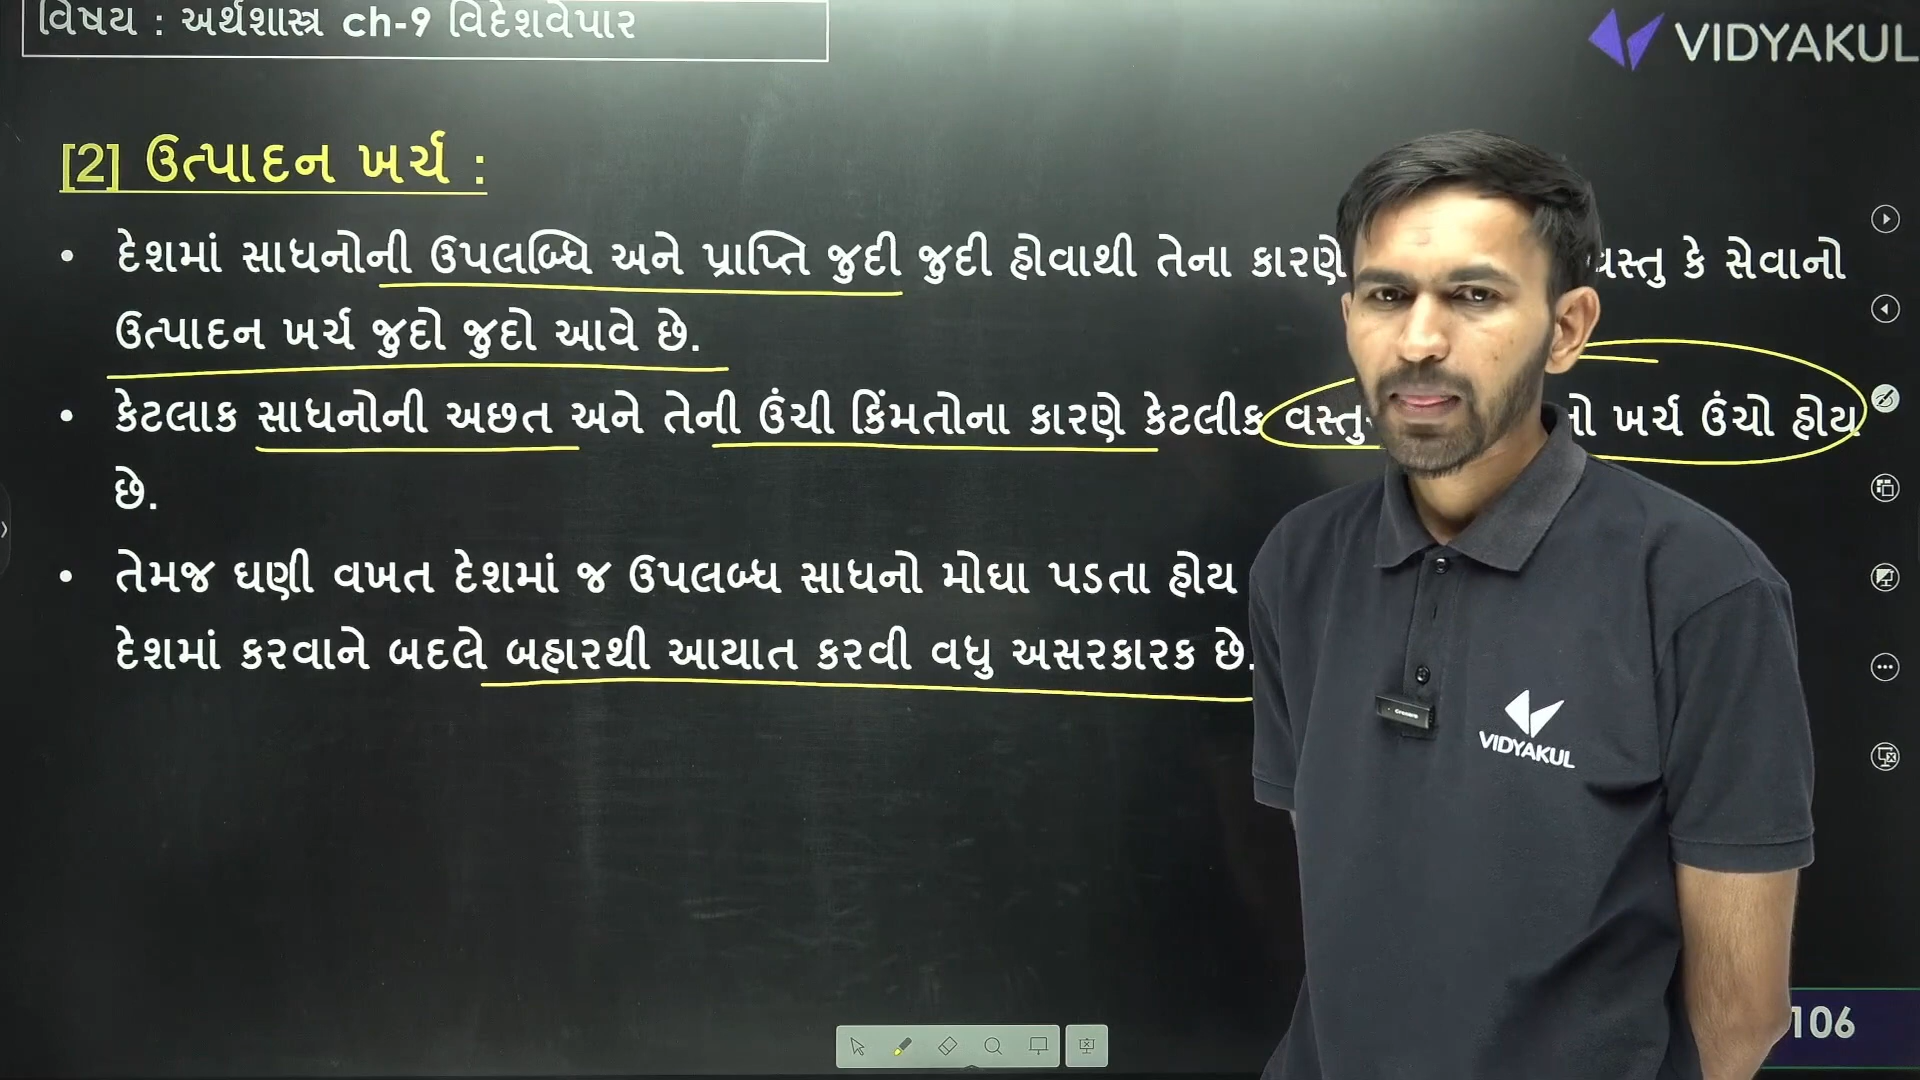 વિષય : અર્થશાસ્ત્ર ch-9 વિદેશવેપાર
VIDYAKUL
[2] ઉત્પાદન ખર્ચ :
• દેશમાં સાધનોની ઉપલબ્ધિ અને પ્રાપ્તિ જુદી જુદી હોવાથી તેના કારણે વસ્તુ કે સેવાનો
ઉત્પાદન ખર્ચ જુદો જુદો આવે છે.
• કેટલાક સાધનોની અછત અને તેની ઉંચી કિંમતોના કારણે કેટલીક ખર્ચ ઉંચો હોય
છે.
• તેમજ ઘણી વખત દેશમાં જ ઉપલબ્ધ સાધનો મોઘા પડતા હોય
દેશમાં કરવાને બદલે બહારથી આયાત કરવી વધુ અસરકારક છે.
VIDYAKUL
106